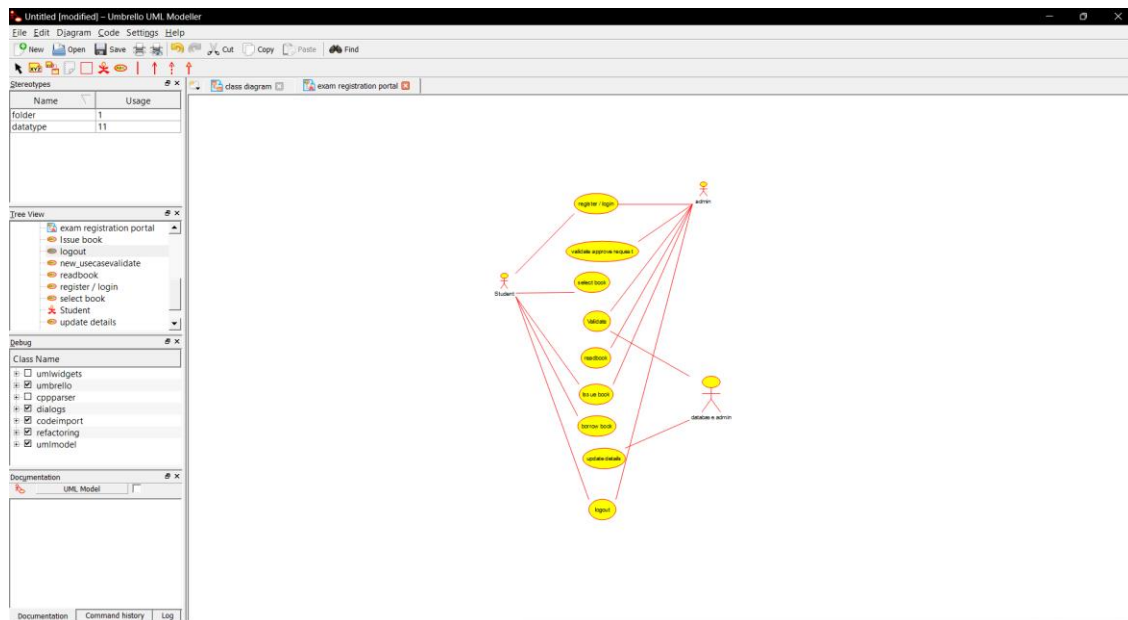 Untitled [modified] – Umbrello UML Modeller
File Edit Diagram Code Settings Help
New Open Save Cut Copy Paste Find
Stereotypes
class diagram exam registration portal
Name Usage
folder 1
datatype 11
Tree View
exam registration portal
Issue book
logout
new_usecasevalidate
readbook
register / login
select book
Student
update details
Debug
Class Name
umlwidgets
umbrello
cppparser
dialogs
codeimport
refactoring
umlmodel
Documentation
UML Model
Documentation Command history Log
register / login
admin
validate approve request
select book
Student
Validate
readbook
Issue book
database admin
borrow book
update details
logout